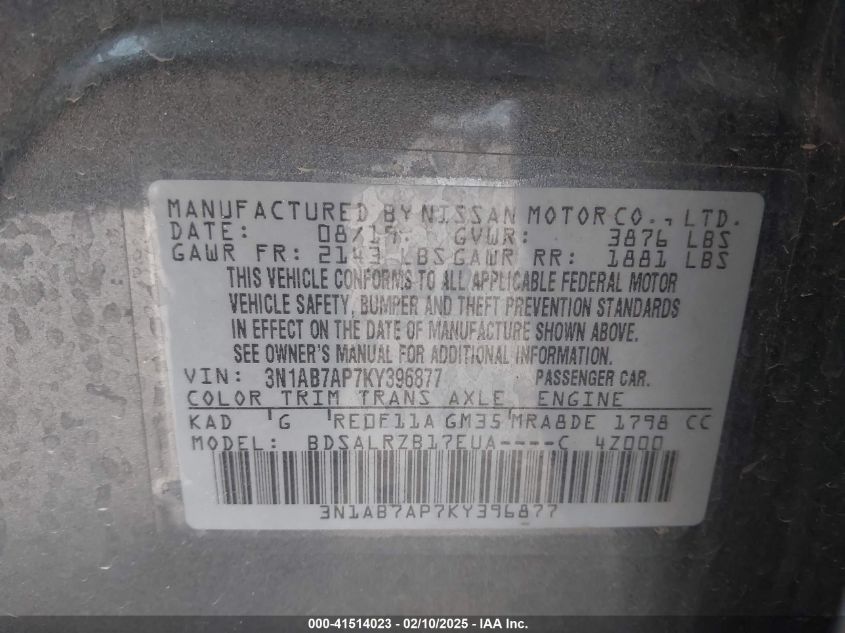 MANUFACTURED BY NISSAN MOTOR CO., LTD.
DATE: 08/19 GVWR: 3876 LBS
GAWR FR: 2143 LBS GAWR RR: 1881 LBS
THIS VEHICLE CONFORMS TO ALL APPLICABLE FEDERAL MOTOR
VEHICLE SAFETY, BUMPER AND THEFT PREVENTION STANDARDS
IN EFFECT ON THE DATE OF MANUFACTURE SHOWN ABOVE.
SEE OWNER'S MANUAL FOR ADDITIONAL INFORMATION.
VIN: 3N1AB7AP7KY396877 PASSENGER CAR.
COLOR TRIM TRANS AXLE ENGINE
KAD G RE0F11A GM35 MRA8DE 1798 CC
MODEL: BDSALRZB17EUA----C 4Z000
3N1AB7AP7KY396877
000-41514023 - 02/10/2025 - IAA Inc.